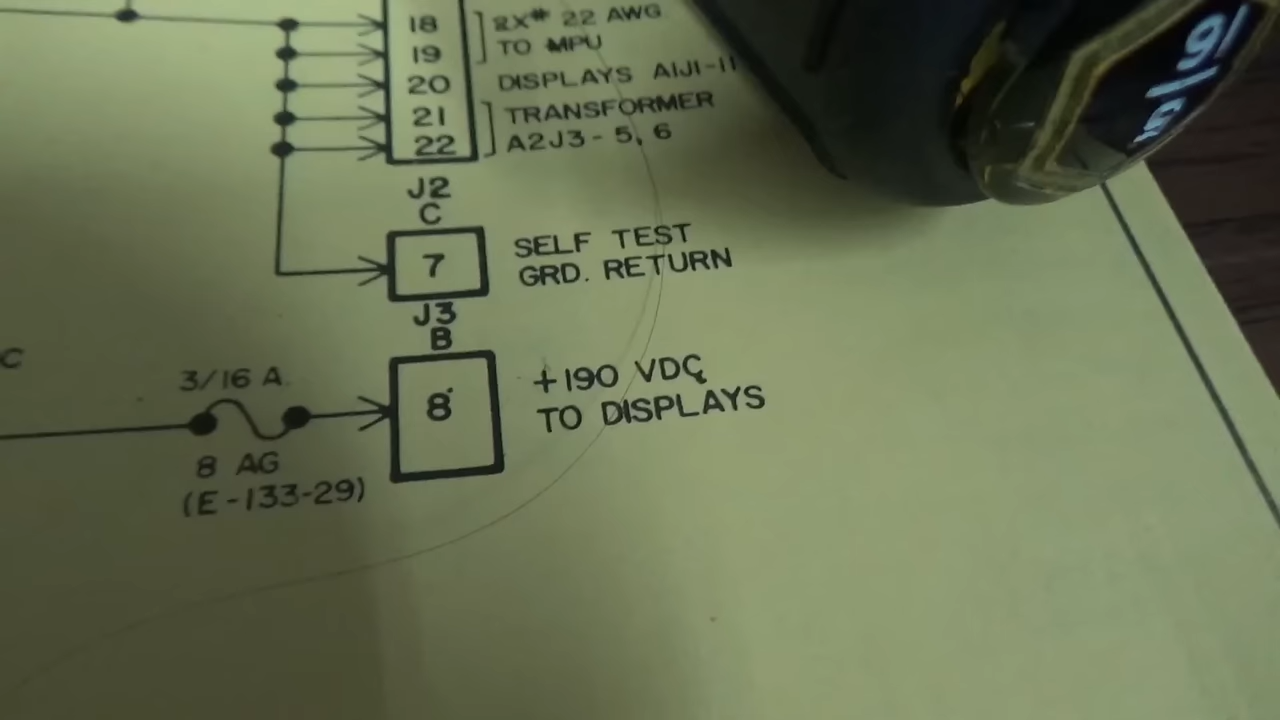 18
19
20
21
22
2X# 22 AWG
TO MPU
DISPLAYS A1J1-11
TRANSFORMER
A2J3-5, 6
J2
C
7
SELF TEST
GRD. RETURN
J3
B
C
3/16 A.
8
+190 VDC
TO DISPLAYS
8 AG
(E-133-29)